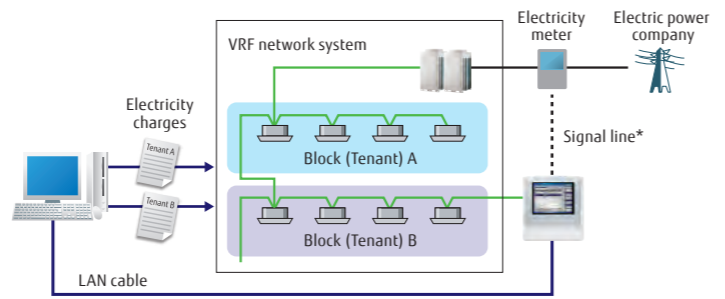 VRF network system
Electricity
meter
Electric power
company
Electricity
charges
Tenant A
Tenant B
Block (Tenant) A
Block (Tenant) B
Signal line*
LAN cable